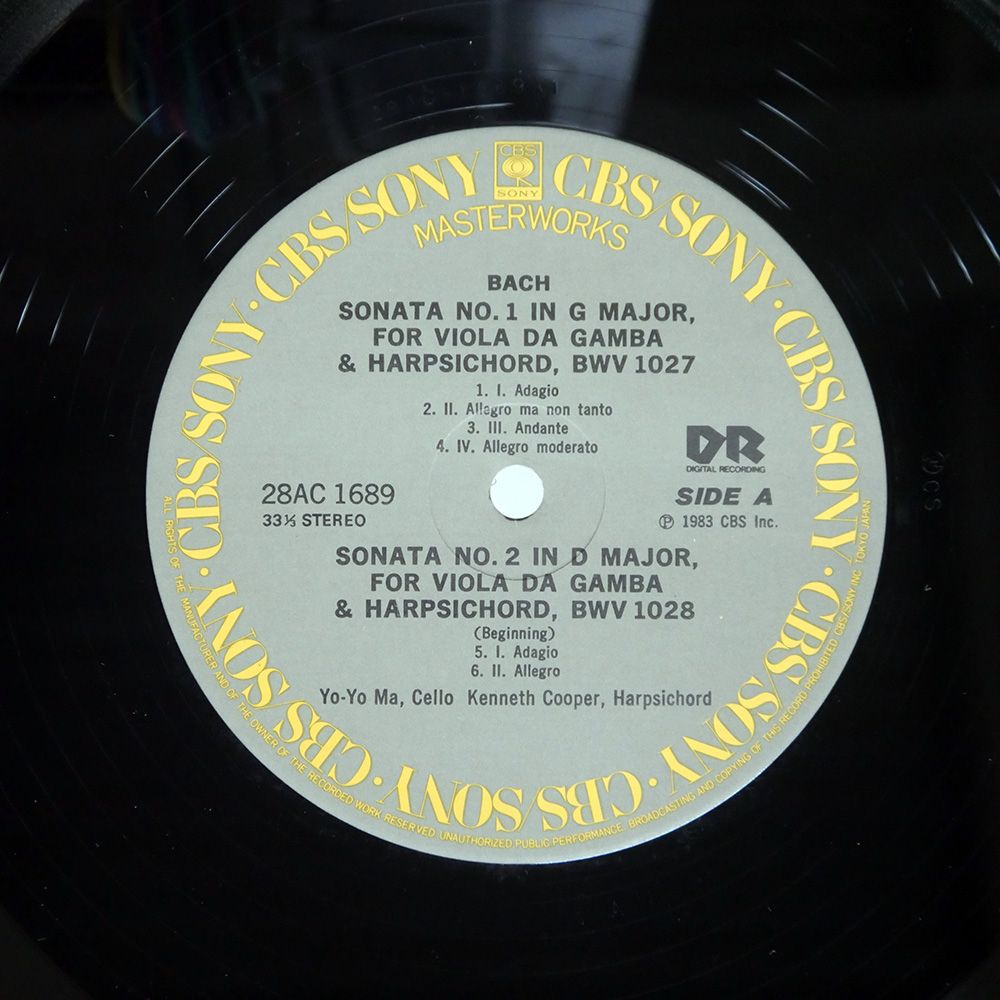 CBS
SONY
CBS/SONY · CBS/SONY · CBS/SONY · CBS/SONY · CBS/SONY · CBS/SONY · CBS/SONY · CBS/SONY · CBS/SONY
MASTERWORKS
BACH
SONATA NO. 1 IN G MAJOR,
FOR VIOLA DA GAMBA
& HARPSICHORD, BWV 1027
1. I. Adagio
2. II. Allegro ma non tanto
3. III. Andante
4. IV. Allegro moderato
DR
DIGITAL RECORDING
28AC 1689
SIDE A
33⅓ STEREO
℗ 1983 CBS Inc.
SONATA NO. 2 IN D MAJOR,
FOR VIOLA DA GAMBA
& HARPSICHORD, BWV 1028
(Beginning)
5. I. Adagio
6. II. Allegro
Yo-Yo Ma, Cello Kenneth Cooper, Harpsichord
ALL RIGHTS OF THE MANUFACTURER AND OF THE OWNER OF THE RECORDED WORK RESERVED. UNAUTHORIZED PUBLIC PERFORMANCE, BROADCASTING AND COPYING OF THIS RECORD PROHIBITED CBS/SONY INC. TOKYO JAPAN